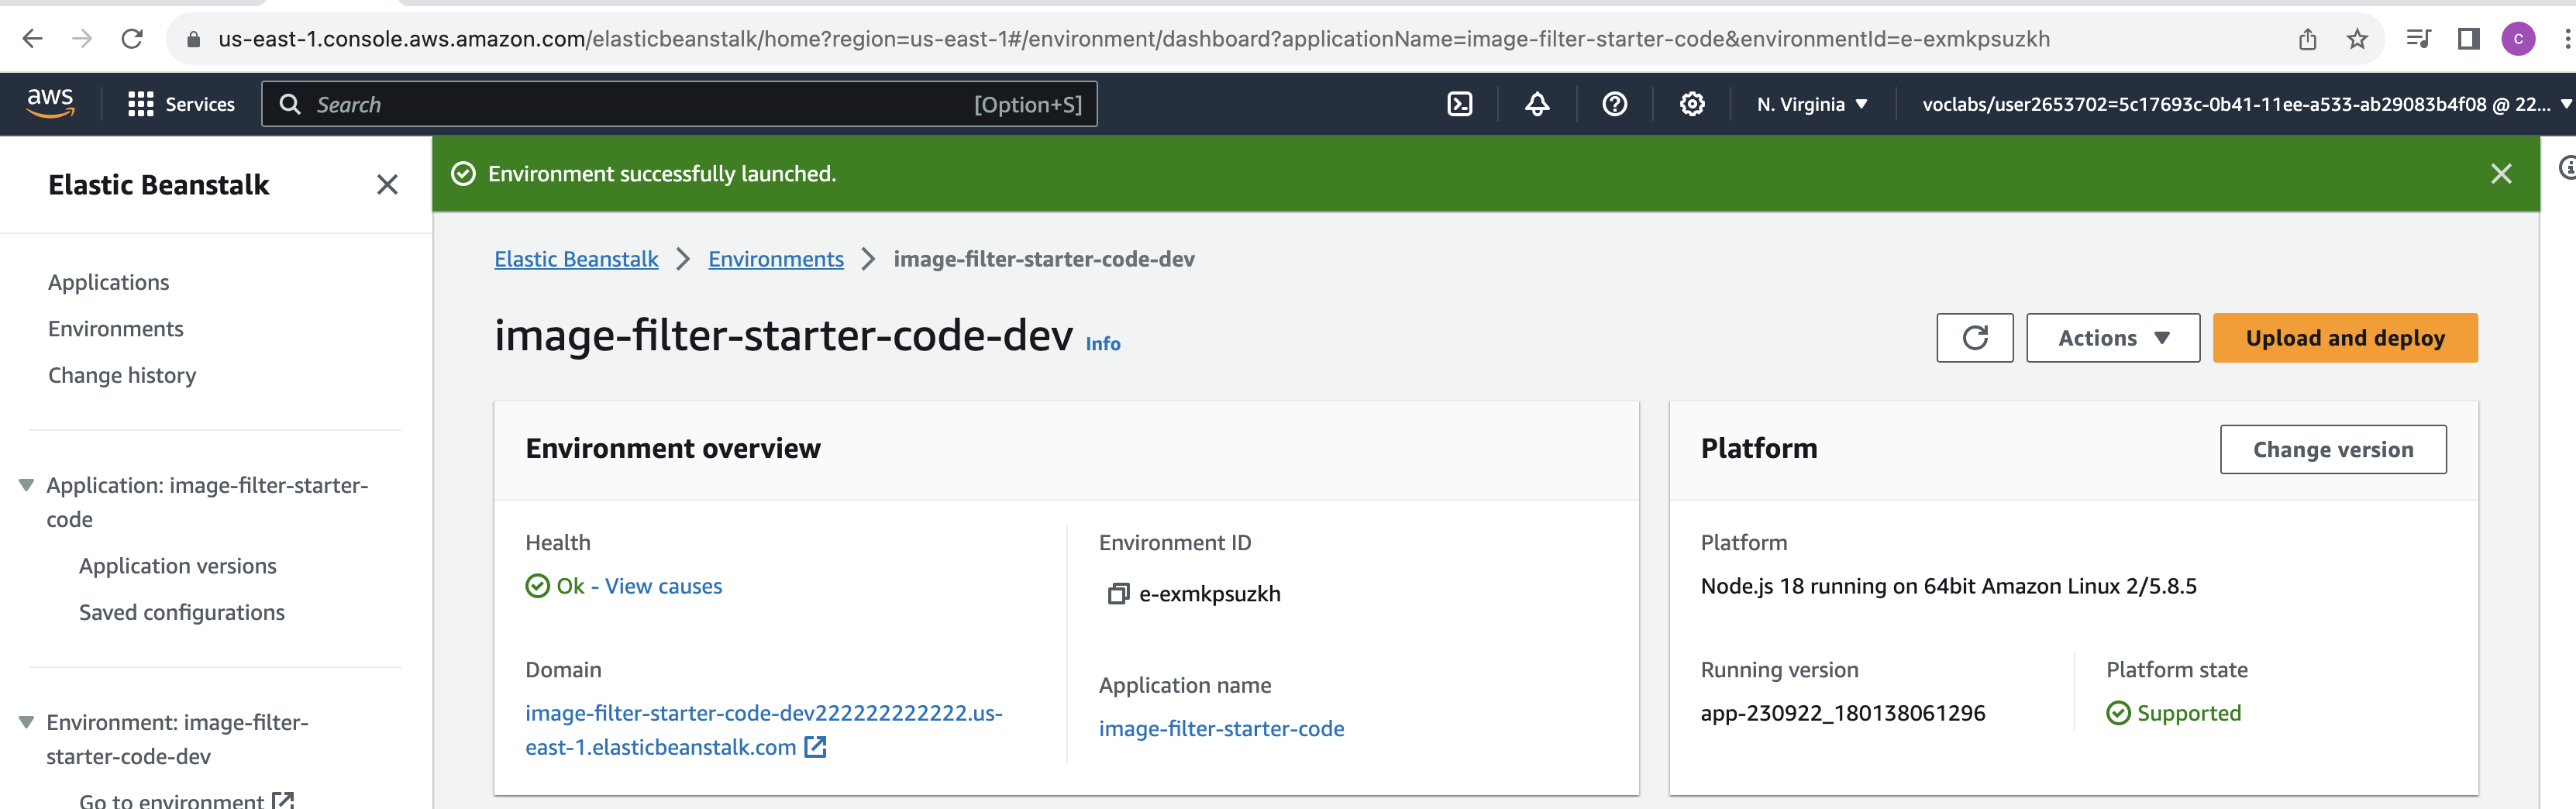 us-east-1.console.aws.amazon.com/elasticbeanstalk/home?region=us-east-1#/environment/dashboard?applicationName=image-filter-starter-code&environmentId=e-exmkpsuzkh
C
aws
Services
Search
[Option+S]
N. Virginia
voclabs/user2653702=5c17693c-0b41-11ee-a533-ab29083b4f08 @ 22...
Elastic Beanstalk
Environment successfully launched.
Applications
Environments
Change history
Application: image-filter-starter-
code
Application versions
Saved configurations
Environment: image-filter-
starter-code-dev
Go to environment
Elastic Beanstalk
Environments
image-filter-starter-code-dev
image-filter-starter-code-dev
Info
Actions
Upload and deploy
Environment overview
Health
Ok - View causes
Domain
image-filter-starter-code-dev222222222222.us-
east-1.elasticbeanstalk.com
Environment ID
e-exmkpsuzkh
Application name
image-filter-starter-code
Platform
Change version
Platform
Node.js 18 running on 64bit Amazon Linux 2/5.8.5
Running version
app-230922_180138061296
Platform state
Supported